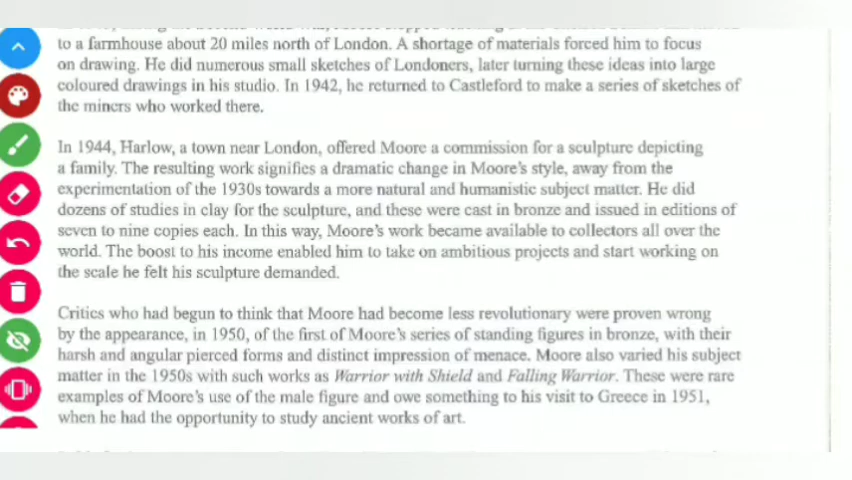 to a farmhouse about 20 miles north of London. A shortage of materials forced him to focus
on drawing. He did numerous small sketches of Londoners, later turning these ideas into large
coloured drawings in his studio. In 1942, he returned to Castleford to make a series of sketches of
the miners who worked there.
In 1944, Harlow, a town near London, offered Moore a commission for a sculpture depicting
a family. The resulting work signifies a dramatic change in Moore's style, away from the
experimentation of the 1930s towards a more natural and humanistic subject matter. He did
dozens of studies in clay for the sculpture, and these were cast in bronze and issued in editions of
seven to nine copies each. In this way, Moore's work became available to collectors all over the
world. The boost to his income enabled him to take on ambitious projects and start working on
the scale he felt his sculpture demanded.
Critics who had begun to think that Moore had become less revolutionary were proven wrong
by the appearance, in 1950, of the first of Moore's series of standing figures in bronze, with their
harsh and angular pierced forms and distinct impression of menace. Moore also varied his subject
matter in the 1950s with such works as Warrior with Shield and Falling Warrior. These were rare
examples of Moore's use of the male figure and owe something to his visit to Greece in 1951,
when he had the opportunity to study ancient works of art.